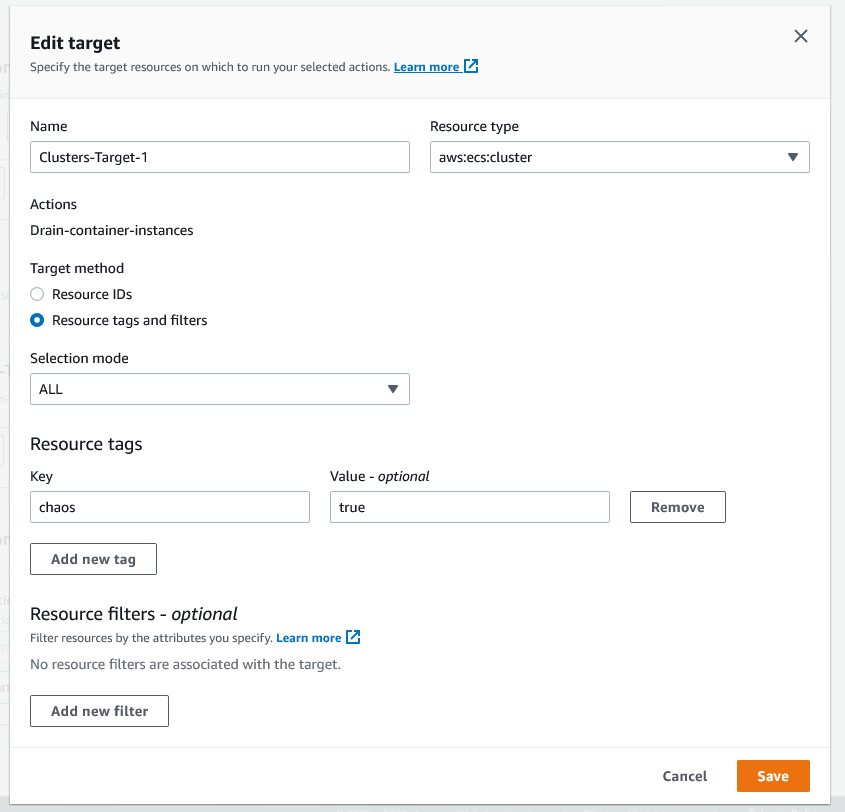 Edit target
Specify the target resources on which to run your selected actions. Learn more
Name
Resource type
Clusters-Target-1
aws:ecs:cluster
Actions
Drain-container-instances
Target method
Resource IDs
Resource tags and filters
Selection mode
ALL
Resource tags
Key
Value - optional
chaos
true
Remove
Add new tag
Resource filters - optional
Filter resources by the attributes you specify. Learn more
No resource filters are associated with the target.
Add new filter
Cancel
Save